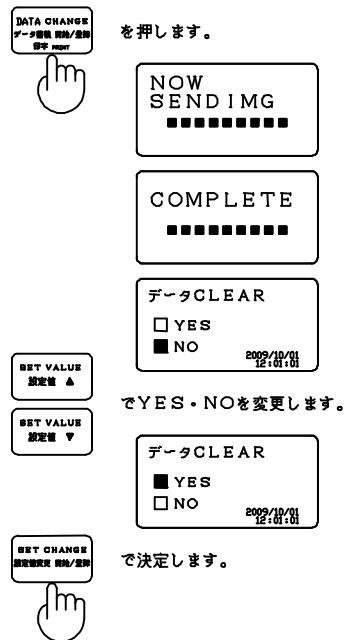 DATA CHANGE
データ書換 開始/登録
印字 PRINT
を押します。
NOW
SENDIMG
■■■■■■■■■
COMPLETE
■■■■■■■■■
データCLEAR
□ YES
■ NO
2009/10/01
12:01:01
SET VALUE
設定値 ▲
SET VALUE
設定値 ▼
でYES・NOを変更します。
データCLEAR
■ YES
□ NO
2009/10/01
12:01:01
SET CHANGE
設定値変更 開始/登録
で決定します。